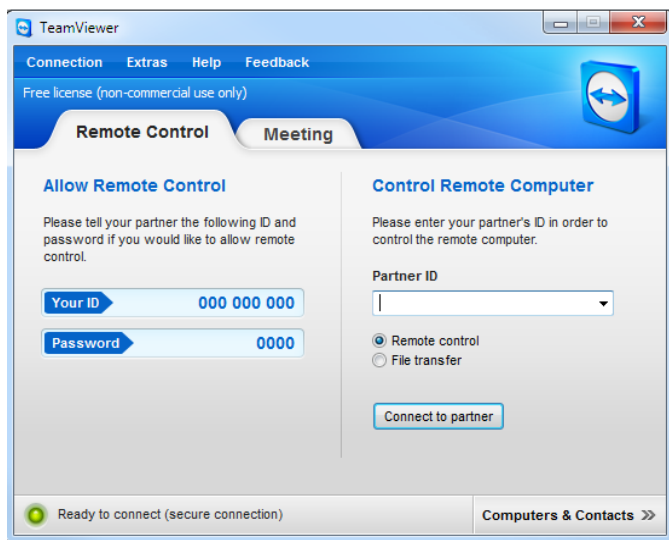 TeamViewer
Connection Extras Help Feedback
Free license (non-commercial use only)
Remote Control Meeting
Allow Remote Control
Please tell your partner the following ID and
password if you would like to allow remote
control.
Your ID 000 000 000
Password 0000
Control Remote Computer
Please enter your partner's ID in order to
control the remote computer.
Partner ID
Remote control
File transfer
Connect to partner
Ready to connect (secure connection)
Computers & Contacts >>